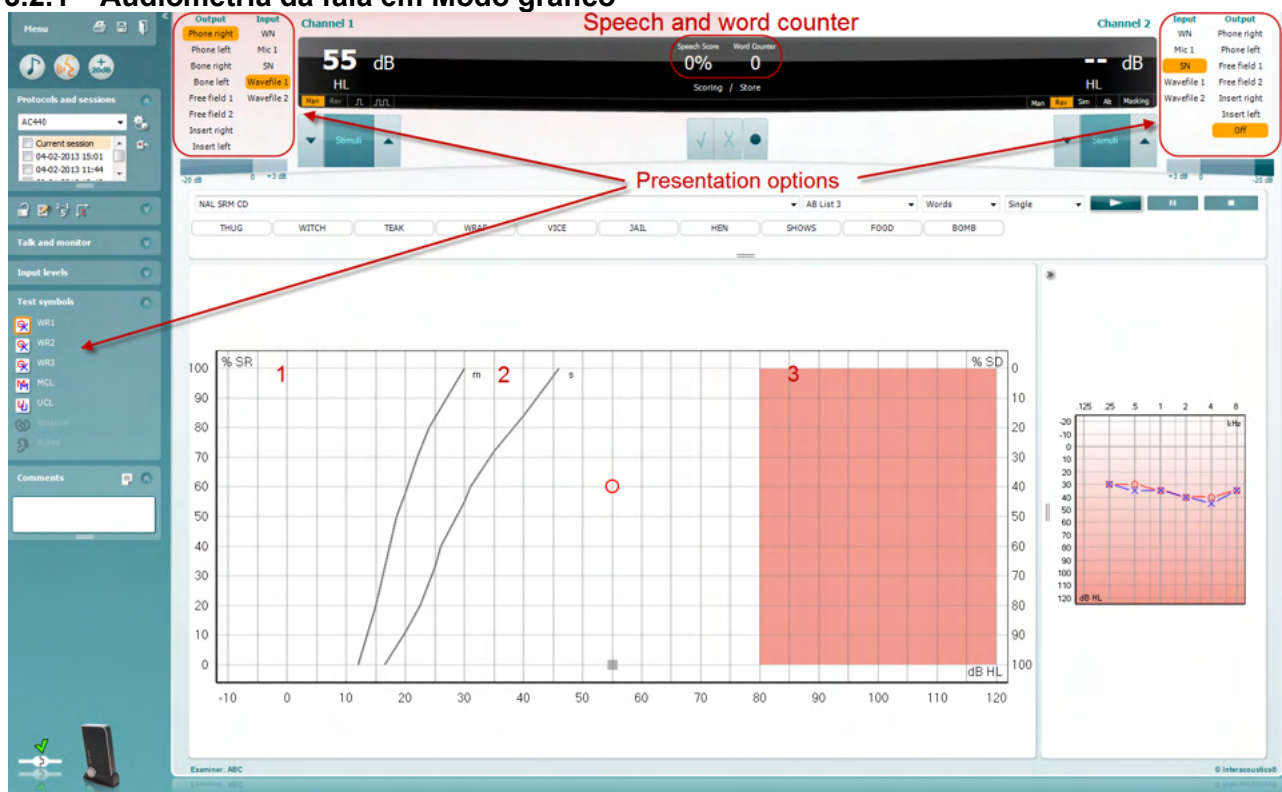 3.2.1 Audiometria da fala em Modo gráfico
Menu
Protocols and sessions
AC440
Current session
04-02-2013 15:01
04-02-2013 11:44
Talk and monitor
Input levels
Test symbols
WR1
WR2
WR3
MCL
UCL
Binaural
Aided
Comments
Output Input
Phone right WN
Phone left Mic 1
Bone right SN
Bone left Wavefile 1
Free field 1 Wavefile 2
Free field 2
Insert right
Insert left
-20 dB 0 +3 dB
Channel 1
Speech and word counter
Channel 2
55 dB
HL
Man Rev
Speech Score Word Counter
0% 0
Scoring / Store
-- dB
HL
Man Rev Sim Alt Masking
Stimuli
Stimuli
Input Output
WN Phone right
Mic 1 Phone left
SN Free field 1
Wavefile 1 Free field 2
Wavefile 2 Insert right
Insert left
Off
+3 dB 0 -20 dB
Presentation options
NAL SRM CD AB List 3 Words Single
THUG WITCH TEAK WRAP VICE JAIL HEN SHOWS FOOD BOMB
% SR 1 m 2 s 3 % SD
100 0
90 10
80 20
70 30
60 40
50 50
40 60
30 70
20 80
10 90
0 dB HL 100
-10 0 10 20 30 40 50 60 70 80 90 100 110 120
.125 .25 .5 1 2 4 8
kHz
-20
-10
0
10
20
30
40
50
60
70
80
90
100
110
120 dB HL
Examiner: ABC
© Interacoustics®